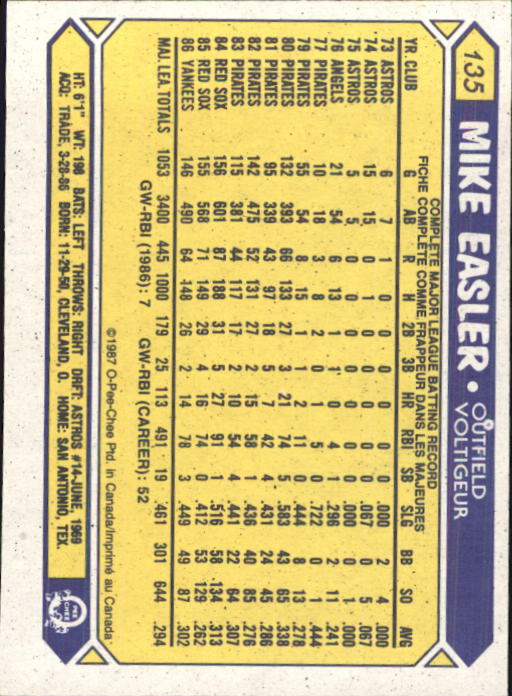 135 MIKE EASLER • OUTFIELD
VOLTIGEUR
COMPLETE MAJOR LEAGUE BATTING RECORD
FICHE COMPLETE COMME FRAPPEUR DANS LES MAJEURES
YR. CLUB G AB R H 2B 3B HR RBI SB SLG BB SO AVG
73 ASTROS 6 7 1 0 0 0 0 0 0 .000 2 4 .000
74 ASTROS 15 15 0 1 0 0 0 0 0 .067 0 5 .067
75 ASTROS 5 5 0 0 0 0 0 0 0 .000 0 1 .000
76 ANGELS 21 54 6 13 1 1 0 4 1 .296 2 11 .241
77 PIRATES 10 18 3 8 2 0 1 5 0 .722 0 1 .444
79 PIRATES 55 54 8 15 1 1 2 11 0 .444 8 13 .278
80 PIRATES 132 393 66 133 27 3 21 74 5 .583 43 65 .338
81 PIRATES 95 339 43 97 18 5 7 42 4 .431 24 45 .286
82 PIRATES 142 475 52 131 27 2 15 58 1 .436 40 85 .276
83 PIRATES 115 381 44 117 17 2 10 54 4 .441 22 64 .307
84 RED SOX 156 601 87 188 31 5 27 91 1 .516 58 134 .313
85 RED SOX 155 568 71 149 29 4 16 74 0 .412 53 129 .262
86 YANKEES 146 490 64 148 26 2 14 78 3 .449 49 87 .302
MAJ. LEA. TOTALS 1053 3400 445 1000 179 25 113 491 19 .461 301 644 .294
GW-RBI (1986): 7 GW-RBI (CAREER): 52
©1987 O-Pee-Chee Ptd. in Canada/Imprimé au Canada
HT: 6'1" WT: 198 BATS: LEFT THROWS: RIGHT DRFT: ASTROS #14-JUNE, 1969
ACQ: TRADE, 3-28-86 BORN: 11-29-50, CLEVELAND, O. HOME: SAN ANTONIO, TEX.
O PEE CHEE